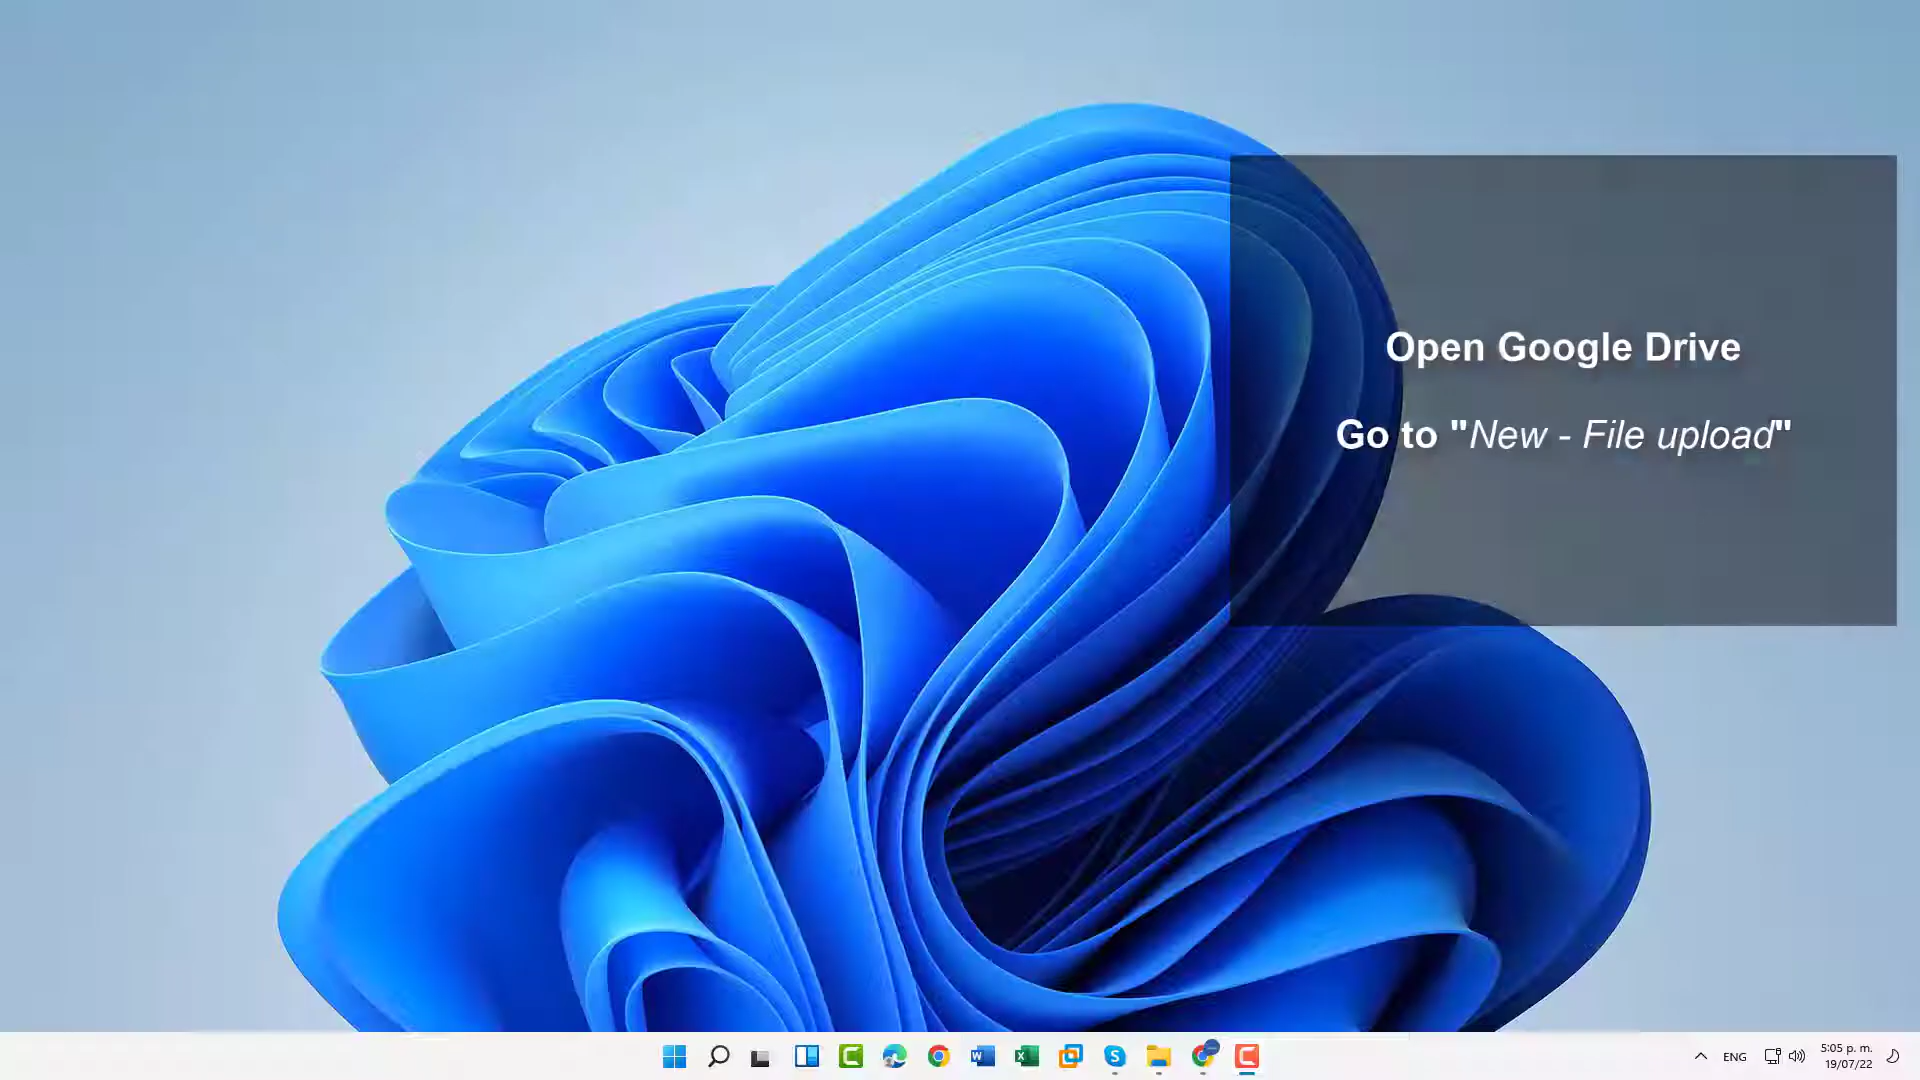 Open Google Drive
Go to "New - File upload"
ENG
5:05 p. m.
19/07/22